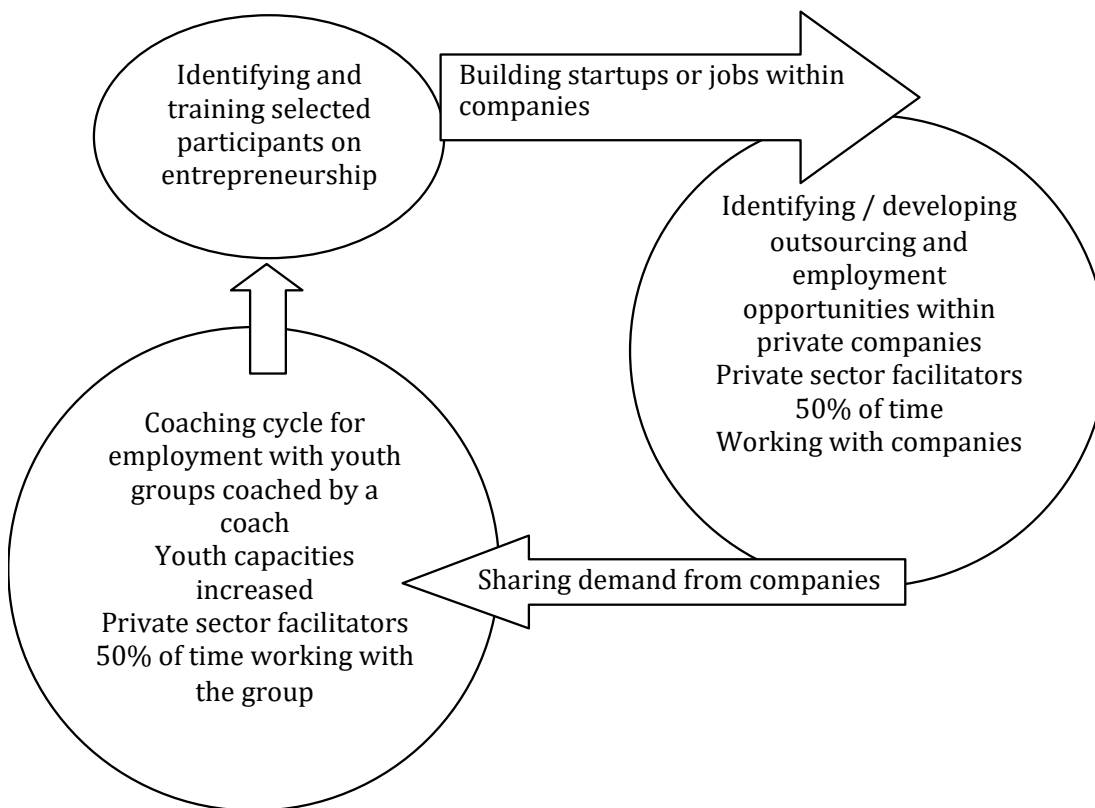 Identifying and
training selected
participants on
entrepreneurship
Building startups or jobs within
companies
Identifying / developing
outsourcing and
employment
opportunities within
private companies
Private sector facilitators
50% of time
Working with companies
Coaching cycle for
employment with youth
groups coached by a
coach
Youth capacities
increased
Private sector facilitators
50% of time working with
the group
Sharing demand from companies